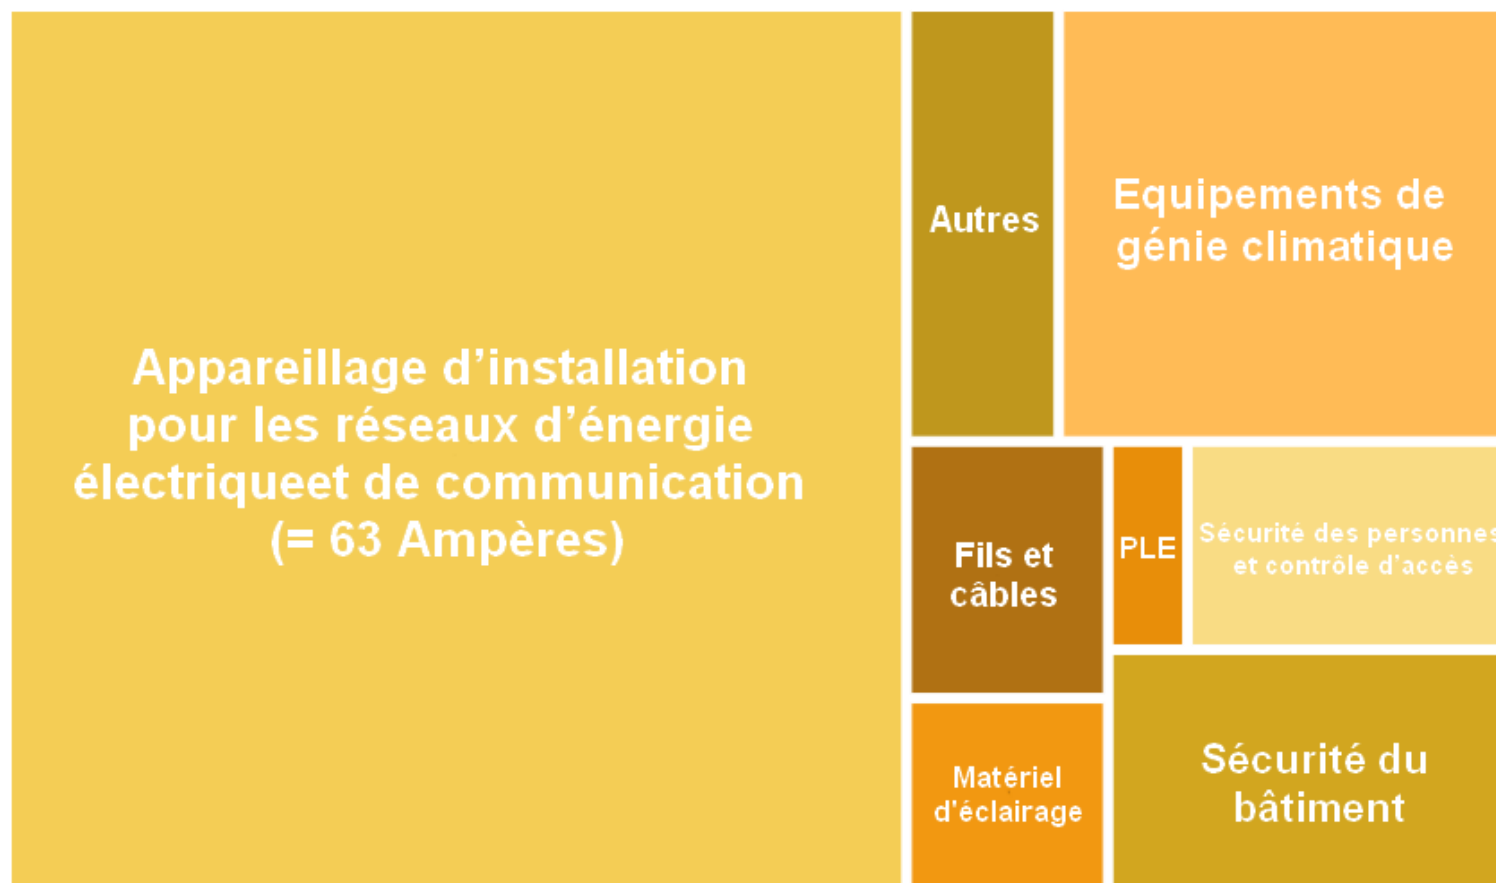 Appareillage d’installation
pour les réseaux d’énergie
électriqueet de communication
(= 63 Ampères)
Autres
Equipements de
génie climatique
Fils et
câbles
PLE
Sécurité des personnes
et contrôle d’accès
Matériel
d’éclairage
Sécurité du
bâtiment